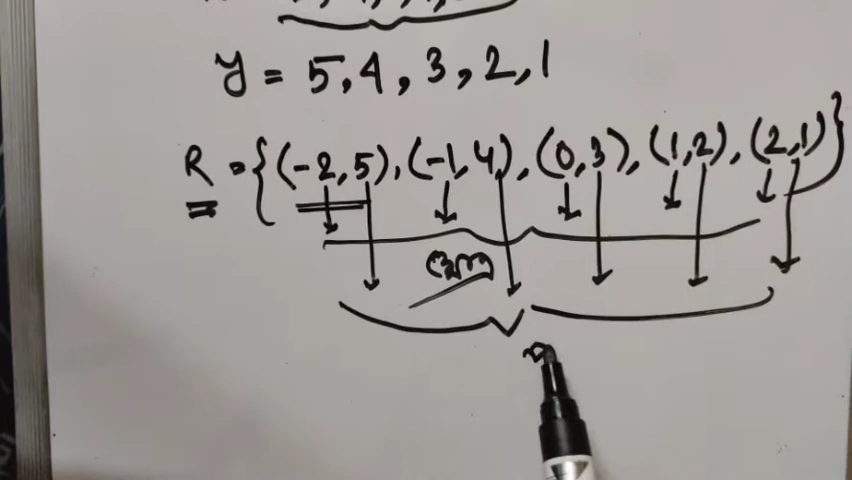 y = 5, 4, 3, 2, 1
R = {(-2, 5), (-1, 4), (0, 3), (1, 2), (2, 1)}
ডোমেন